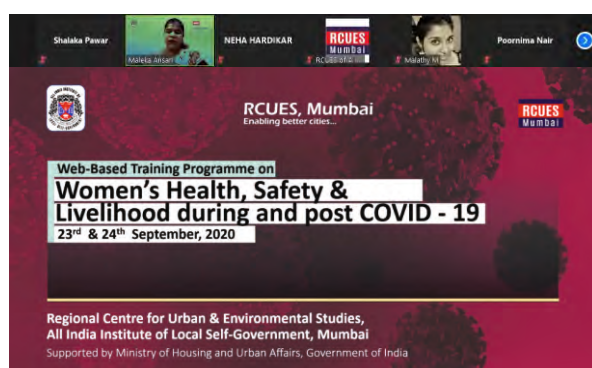 Shalaka Pawar
Maleka Ansari
NEHA HARDIKAR
RCUES
Mumbai
RCUES of A
Malathy M
Poornima Nair
RCUES, Mumbai
Enabling better cities...
RCUES
Mumbai
Web-Based Training Programme on
Women's Health, Safety &
Livelihood during and post COVID - 19
23rd & 24th September, 2020
Regional Centre for Urban & Environmental Studies,
All India Institute of Local Self-Government, Mumbai
Supported by Ministry of Housing and Urban Affairs, Government of India